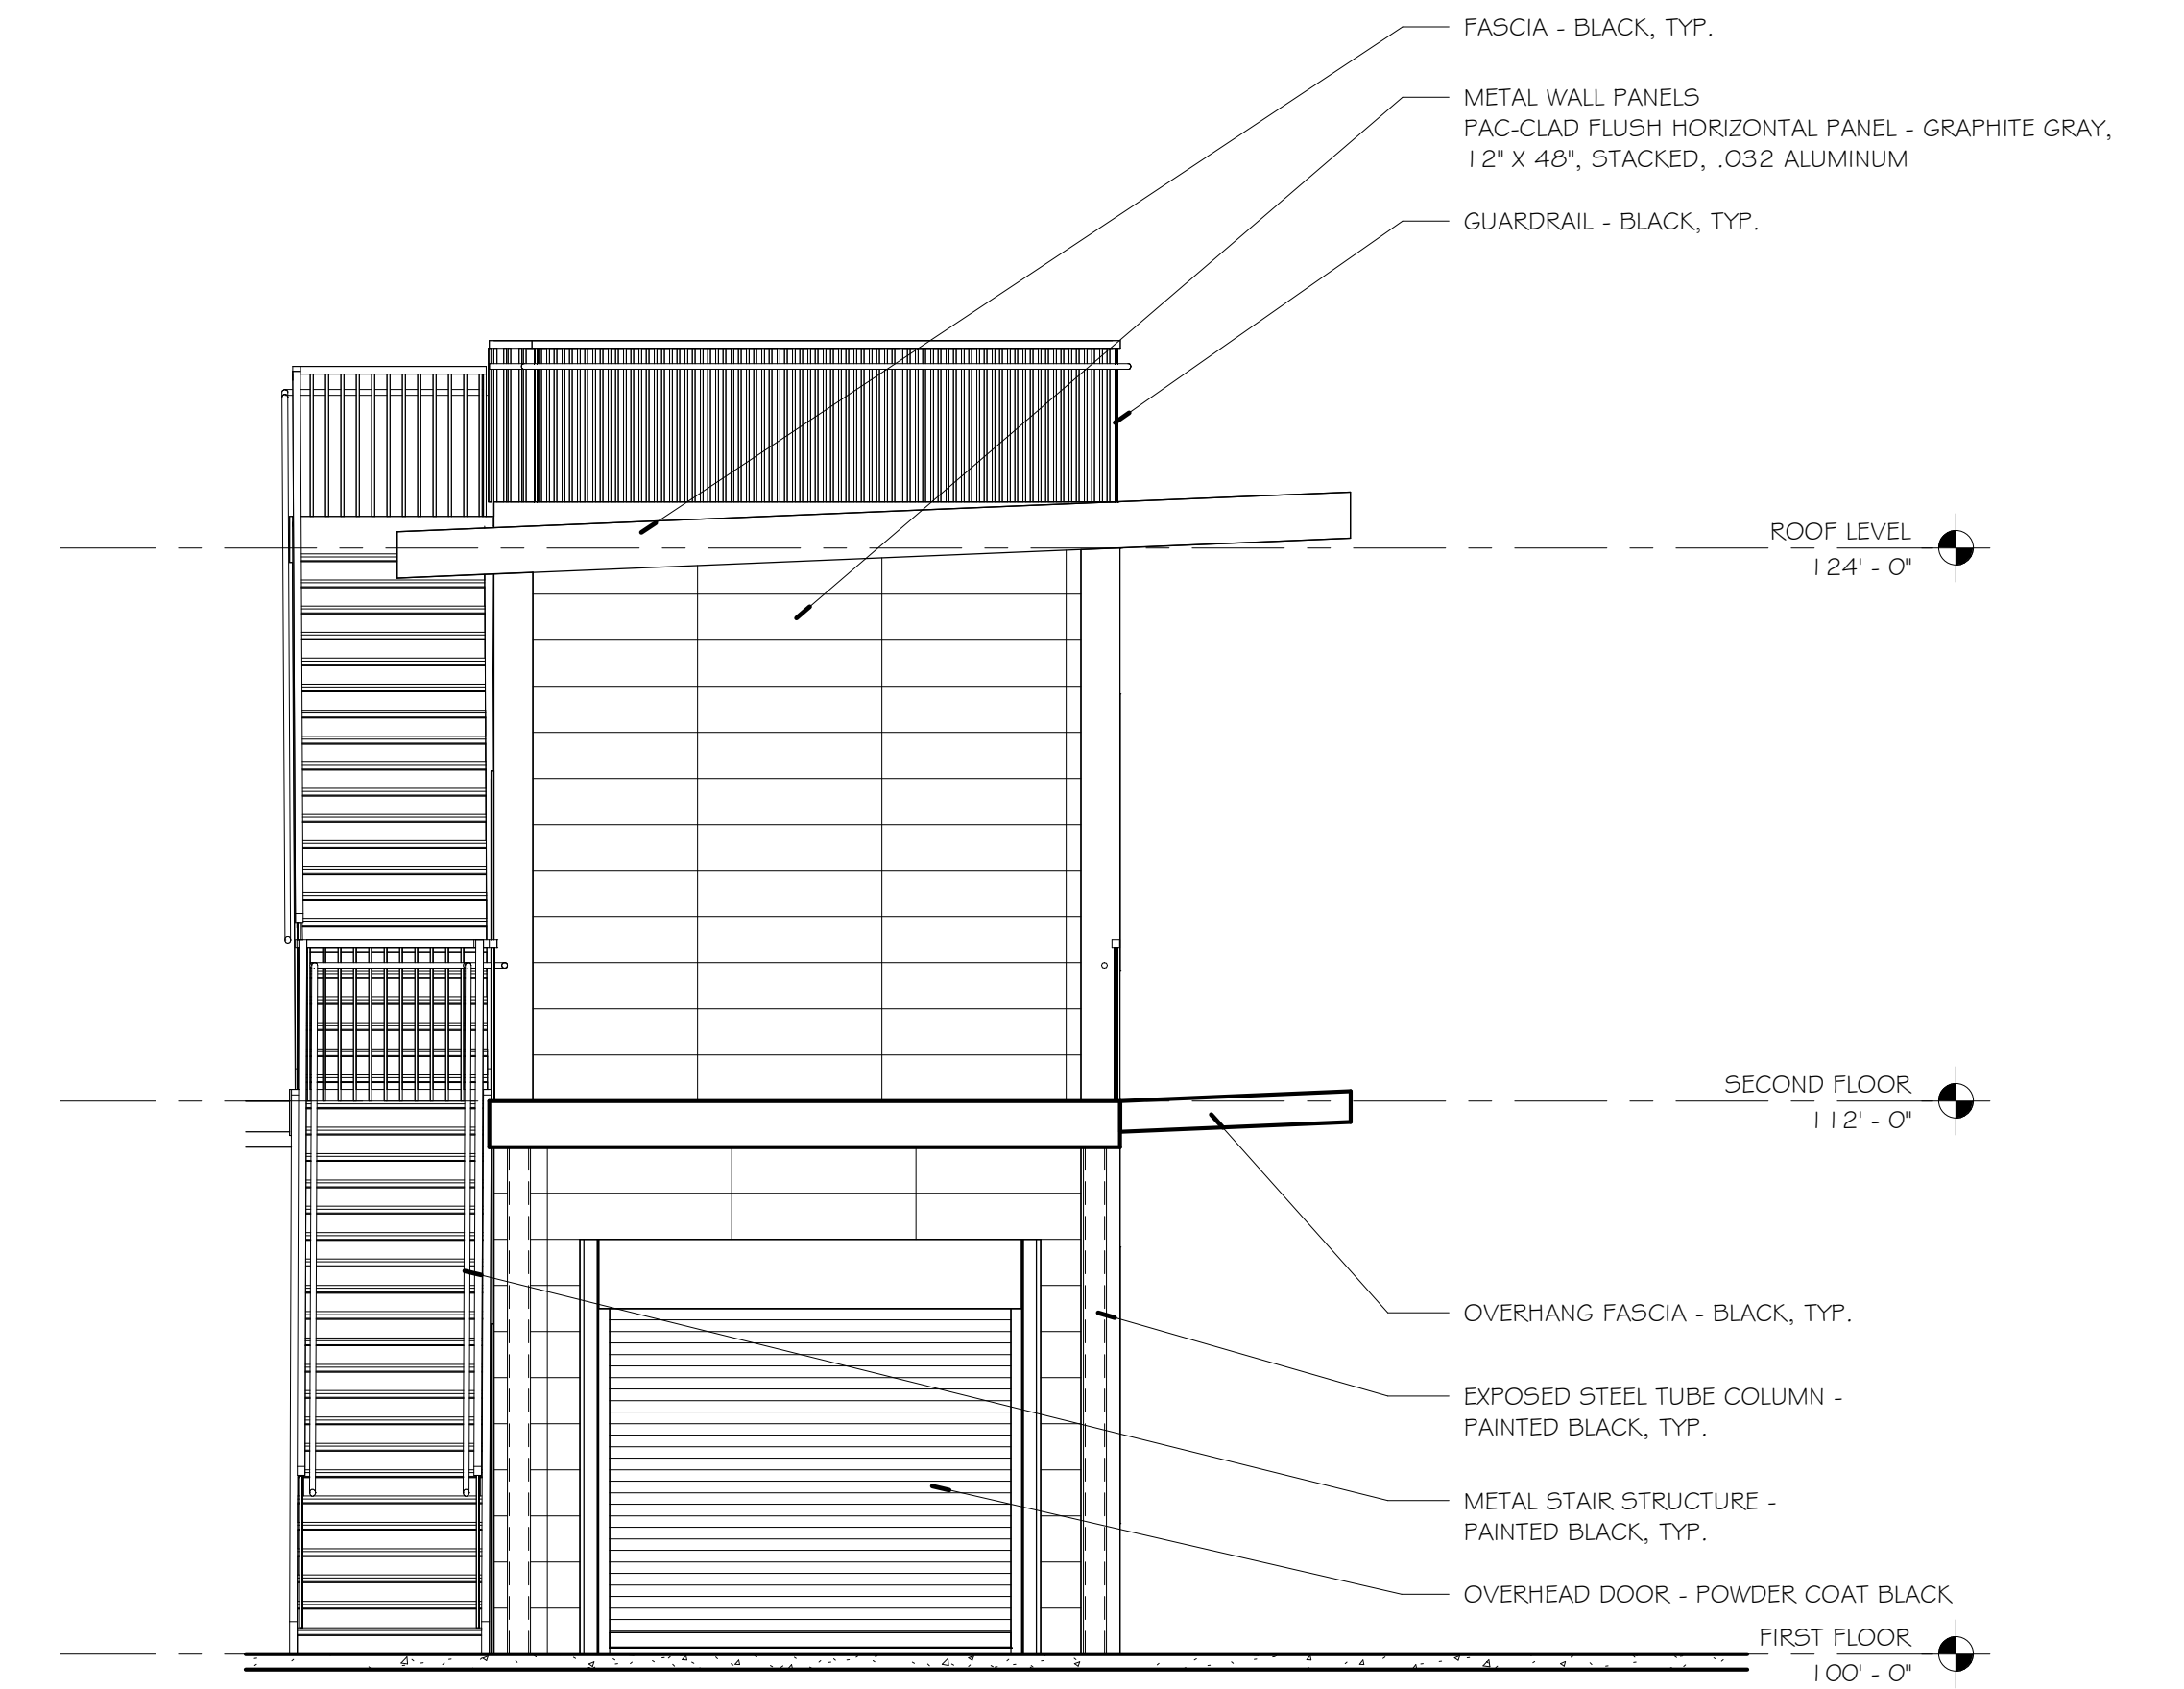 FASCIA - BLACK, TYP.
METAL WALL PANELS
PAC-CLAD FLUSH HORIZONTAL PANEL - GRAPHITE GRAY,
12" X 48", STACKED, .032 ALUMINUM
GUARDRAIL - BLACK, TYP.
ROOF LEVEL
124' - 0"
SECOND FLOOR
112' - 0"
OVERHANG FASCIA - BLACK, TYP.
EXPOSED STEEL TUBE COLUMN -
PAINTED BLACK, TYP.
METAL STAIR STRUCTURE -
PAINTED BLACK, TYP.
OVERHEAD DOOR - POWDER COAT BLACK
FIRST FLOOR
100' - 0"